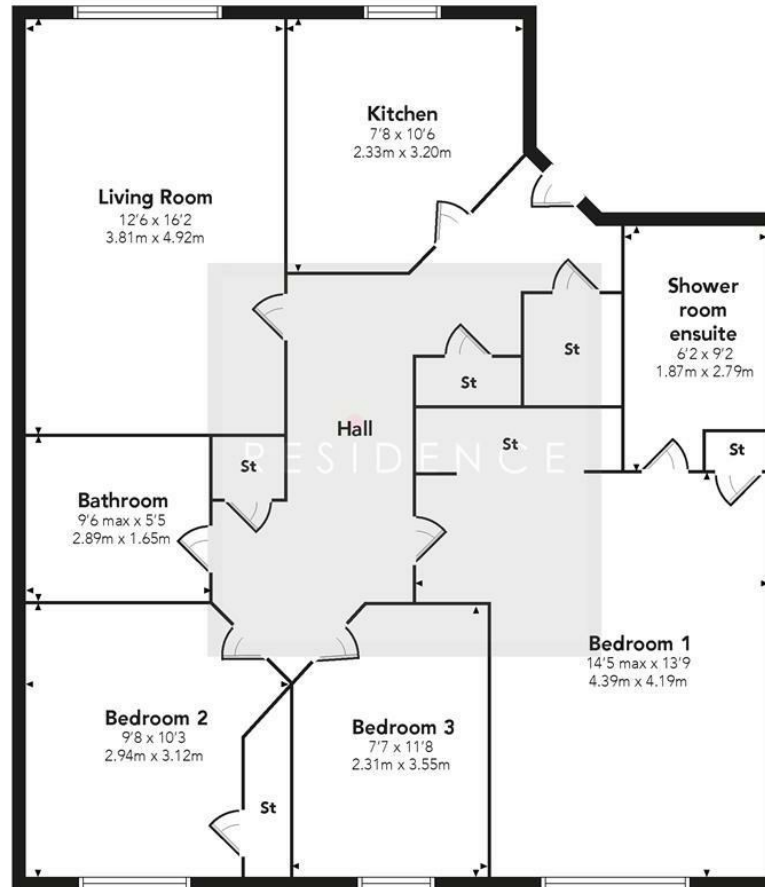 Kitchen
7'8 x 10'6
2.33m x 3.20m
Living Room
12'6 x 16'2
3.81m x 4.92m
Shower
room
ensuite
6'2 x 9'2
1.87m x 2.79m
St
St
Hall
St
St
St
RESIDENCE
Bathroom
9'6 max x 5'5
2.89m x 1.65m
Bedroom 1
14'5 max x 13'9
4.39m x 4.19m
Bedroom 2
9'8 x 10'3
2.94m x 3.12m
Bedroom 3
7'7 x 11'8
2.31m x 3.55m
St